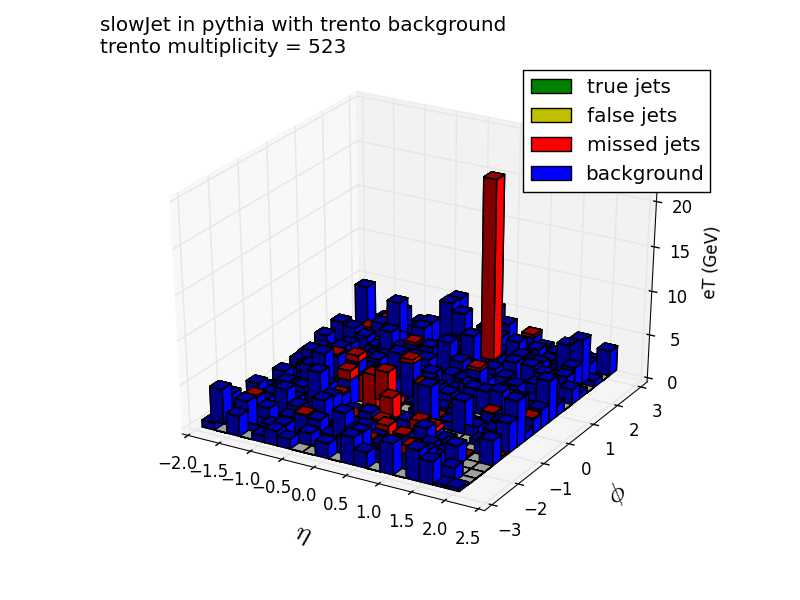 slowJet in pythia with trento background
trento multiplicity = 523
true jets
false jets
missed jets
background
20
15
10
5
0
eT (GeV)
3
2
1
0
−1
−2
−3
ϕ
−2.0
−1.5
−1.0
−0.5
0.0
0.5
1.0
1.5
2.0
2.5
η